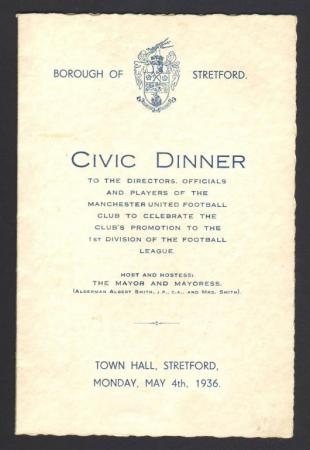 BOROUGH OF STRETFORD.
CIVIC DINNER
TO THE DIRECTORS, OFFICIALS
AND PLAYERS OF THE
MANCHESTER UNITED FOOTBALL
CLUB TO CELEBRATE THE
CLUB'S PROMOTION TO THE
1ST DIVISION OF THE FOOTBALL
LEAGUE.
HOST AND HOSTESS:
THE MAYOR AND MAYORESS.
(ALDERMAN ALBERT SMITH, J.P., C.A., AND MRS. SMITH).
TOWN HALL, STRETFORD,
MONDAY, MAY 4th, 1936.